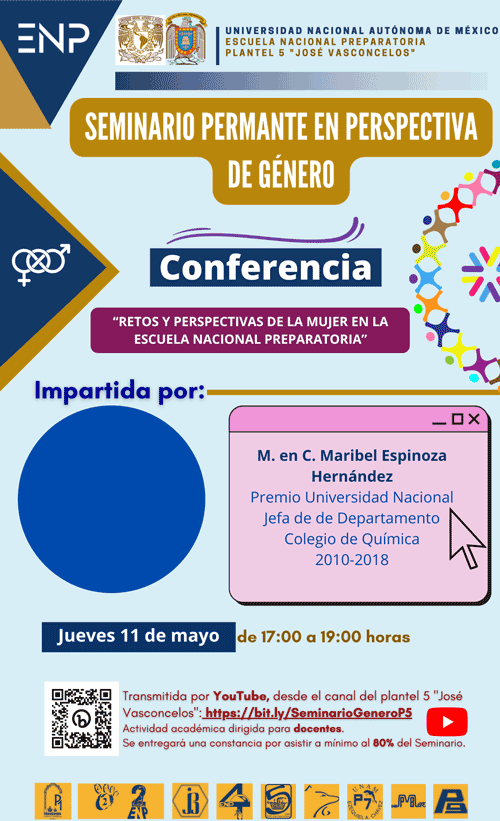 ENP
UNIVERSIDAD NACIONAL AUTÓNOMA DE MÉXICO
ESCUELA NACIONAL PREPARATORIA
PLANTEL 5 "JOSÉ VASCONCELOS"
SEMINARIO PERMANTE EN PERSPECTIVA
DE GÉNERO
Conferencia
“RETOS Y PERSPECTIVAS DE LA MUJER EN LA
ESCUELA NACIONAL PREPARATORIA”
Impartida por:
M. en C. Maribel Espinoza
Hernández
Premio Universidad Nacional
Jefa de de Departamento
Colegio de Química
2010-2018
Jueves 11 de mayo de 17:00 a 19:00 horas
Transmitida por YouTube, desde el canal del plantel 5 "José
Vasconcelos": https://bit.ly/SeminarioGeneroP5
Actividad académica dirigida para docentes.
Se entregará una constancia por asistir a mínimo al 80% del Seminario.